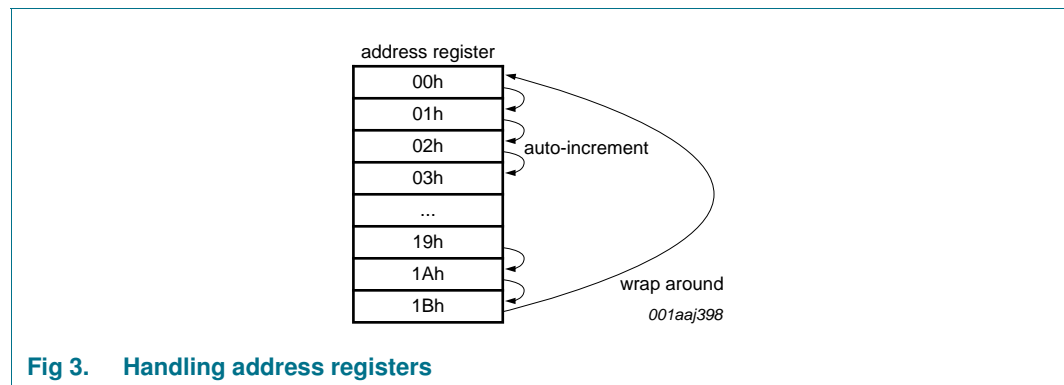 address register
00h
01h
02h
auto-increment
03h
...
19h
1Ah
wrap around
1Bh
001aaj398
Fig 3. Handling address registers